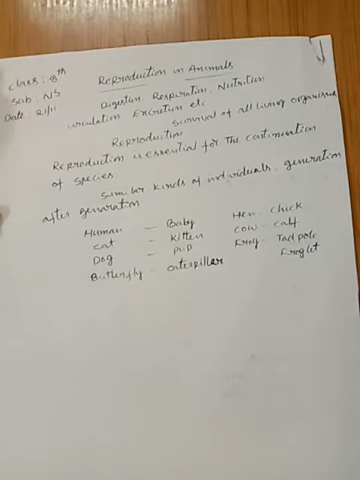 Class: 8th
Sub: NS
Date: 21/11
Reproduction in Animals
Digestion Respiration, Nutrition
circulation Excretion etc
survival of all living organisms
Reproduction
Reproduction is essential for the continuation
of species.
Similar kinds of individuals, generation
after generation
Human — Baby
Cat — Kitten
Dog — pup
Butterfly - caterpillar
Hen - Chick
Cow - calf
Frog - Tadpole
Froglet